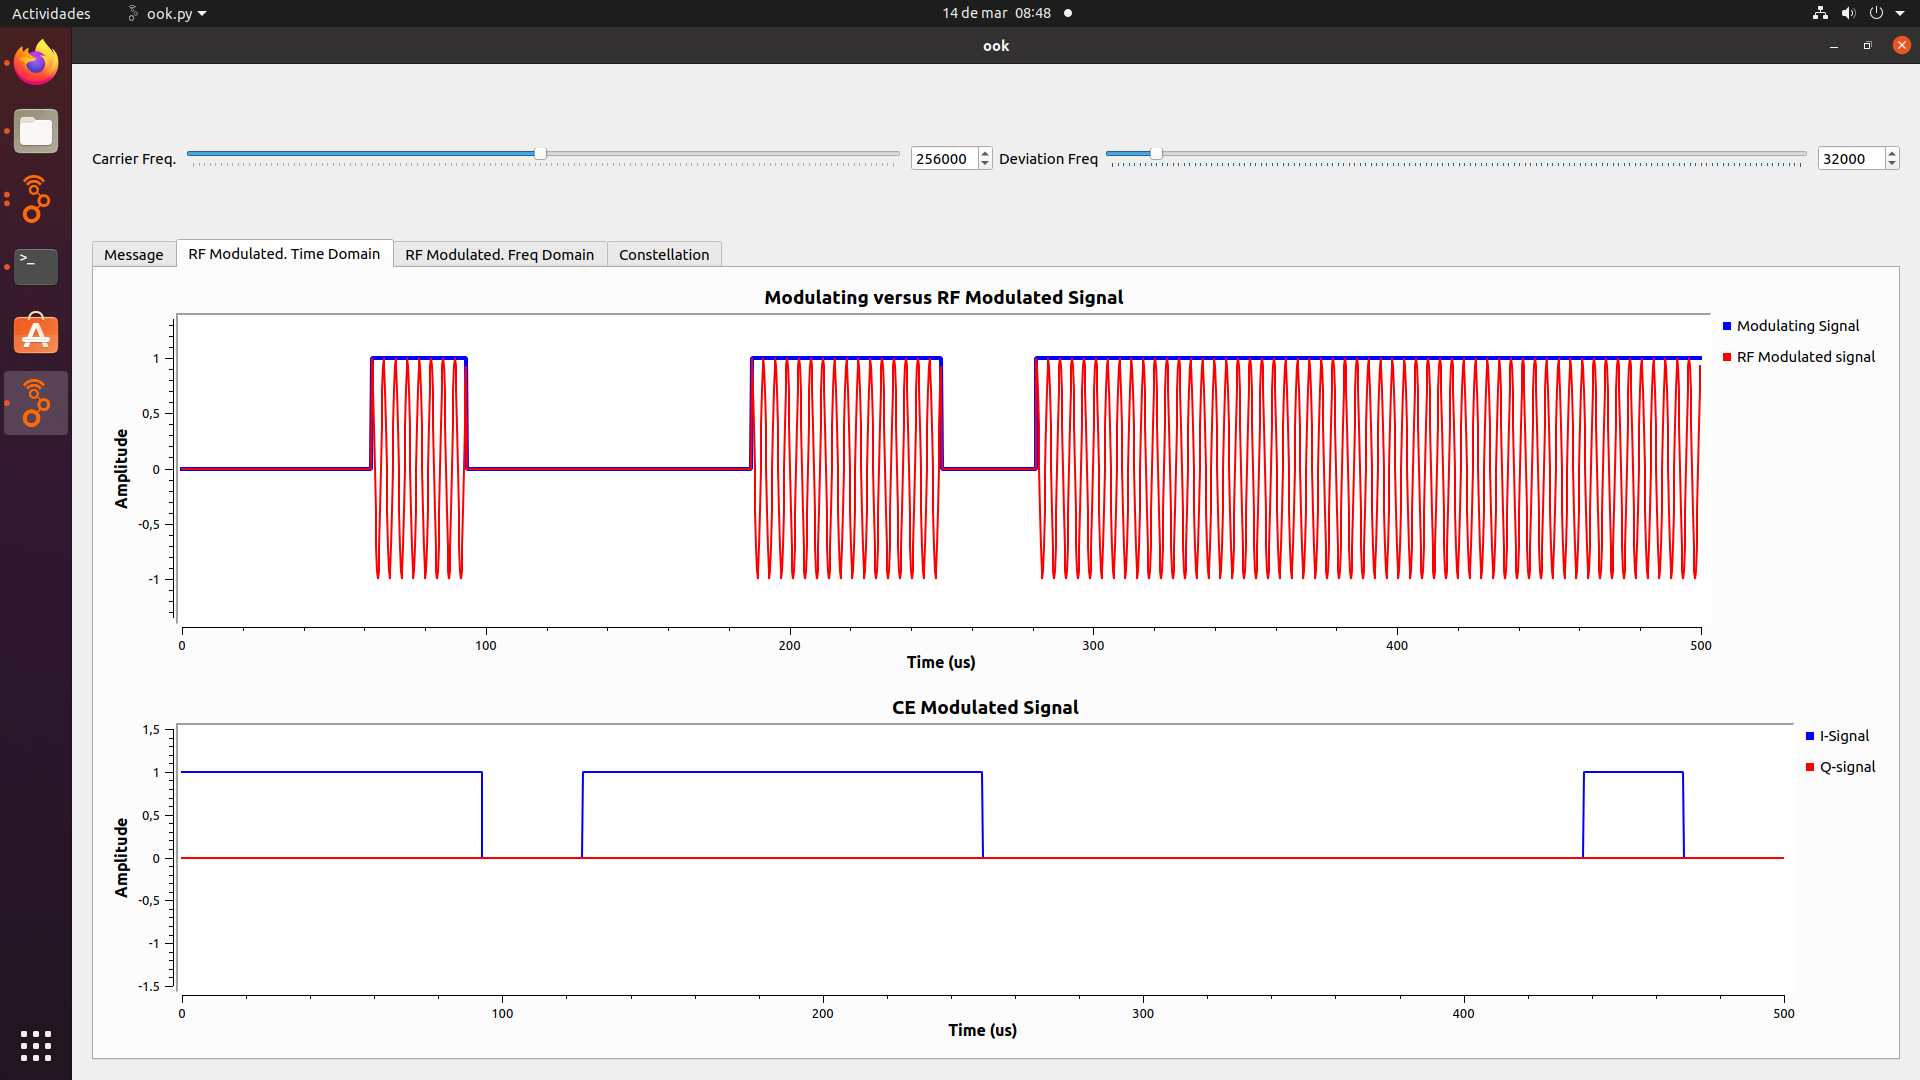 Actividades
ook.py
14 de mar 08:48
ook
Carrier Freq.
256000
Deviation Freq
32000
Message
RF Modulated. Time Domain
RF Modulated. Freq Domain
Constellation
Modulating versus RF Modulated Signal
Modulating Signal
RF Modulated signal
Amplitude
1
0,5
0
-0,5
-1
0
100
200
300
400
500
Time (us)
CE Modulated Signal
I-Signal
Q-signal
Amplitude
1,5
1
0,5
0
-0,5
-1
-1.5
0
100
200
300
400
500
Time (us)